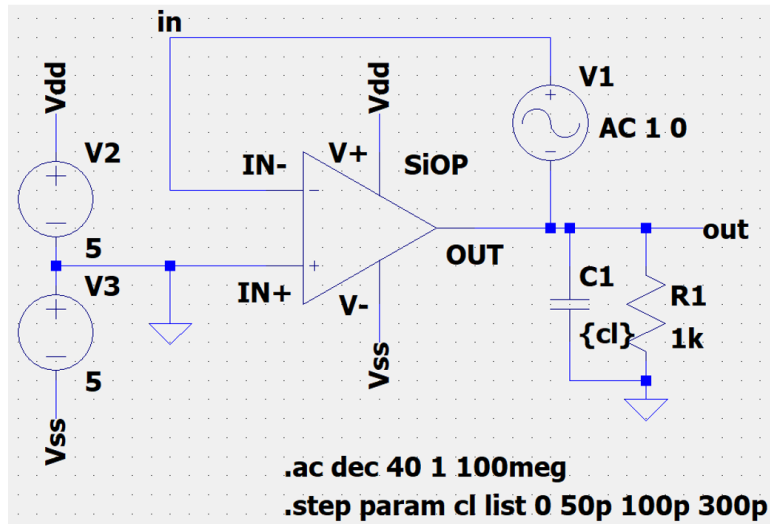 in
Vdd
V2
5
V3
5
Vss
Vdd
V+
SiOP
IN-
-
+
IN+
V-
OUT
Vss
V1
+
-
AC 1 0
out
C1
{cl}
R1
1k
.ac dec 40 1 100meg
.step param cl list 0 50p 100p 300p